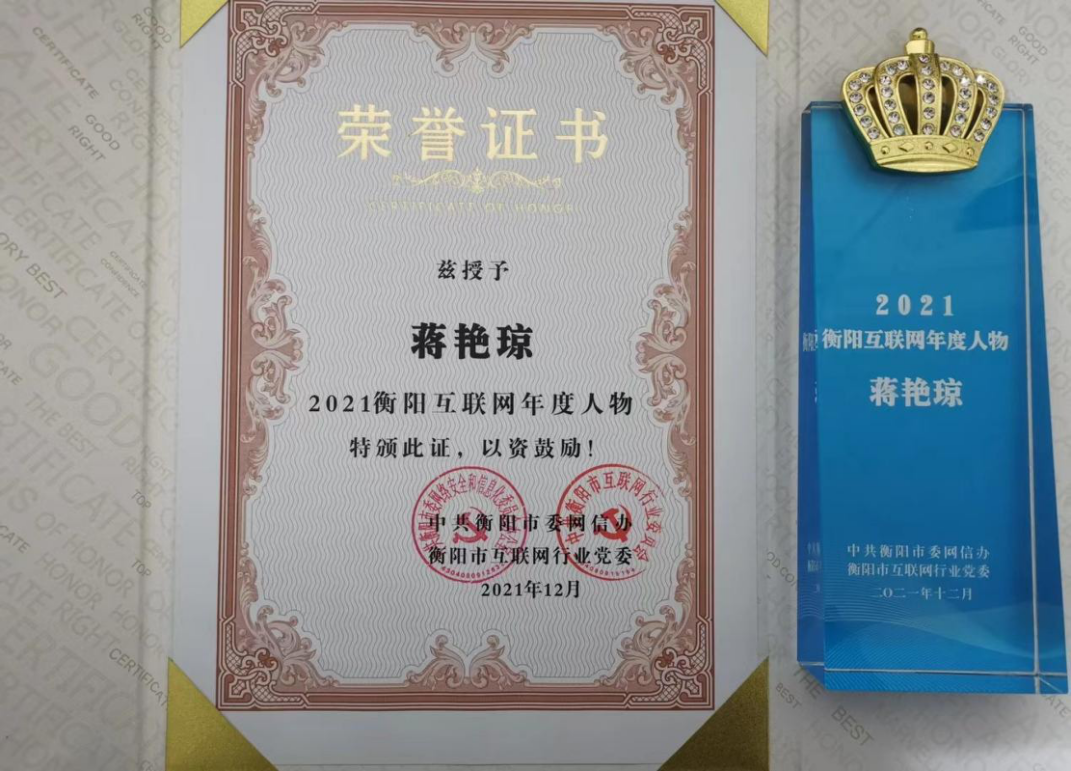 荣誉证书
CERTIFICATE OF HONOR
兹授予
蒋艳琼
2021衡阳互联网年度人物
特颁此证，以资鼓励！
中共衡阳市委网信办
衡阳市互联网行业党委
2021年12月
2021
衡阳互联网年度人物
蒋艳琼
中共衡阳市委网信办
衡阳市互联网行业党委
二〇二一年十二月